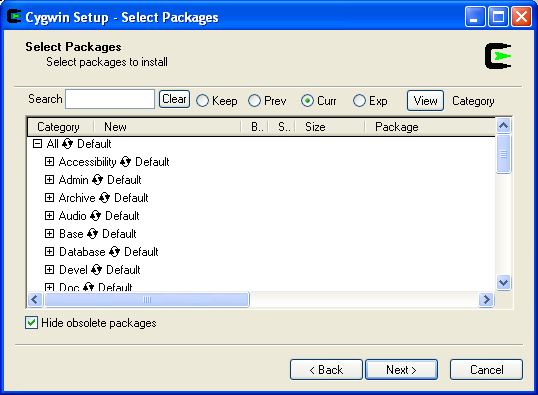 Cygwin Setup - Select Packages
Select Packages
Select packages to install
Search Clear Keep Prev Curr Exp View Category
Category New B.. S.. Size Package
All Default
Accessibility Default
Admin Default
Archive Default
Audio Default
Base Default
Database Default
Devel Default
Doc Default
Hide obsolete packages
< Back Next > Cancel